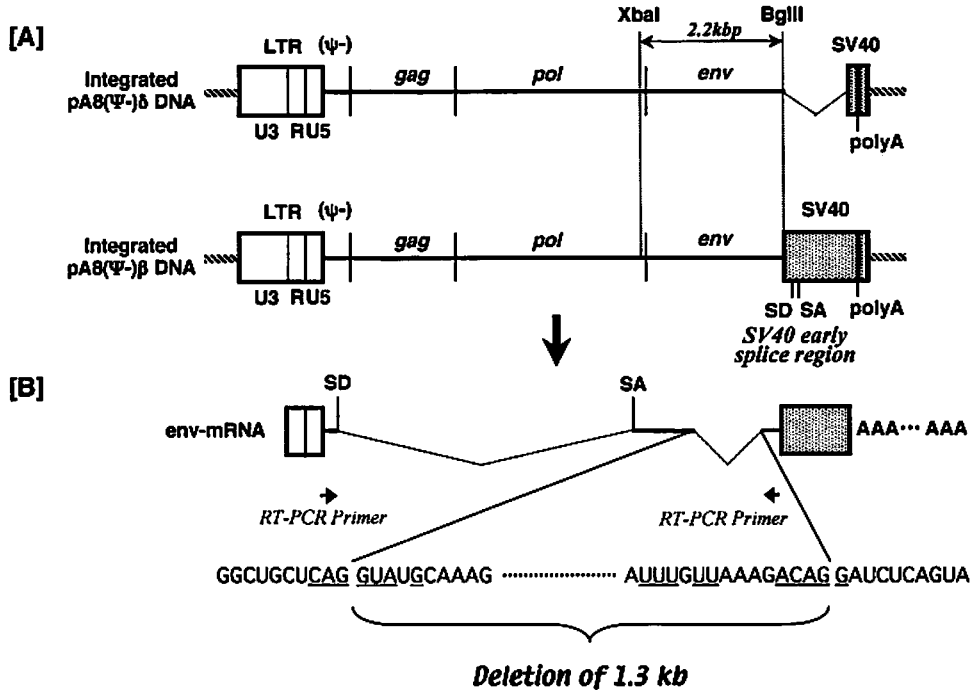 [A]
XbaI BglII
2.2kbp
LTR (ψ-) SV40
Integrated
pA8(Ψ-)δ DNA
gag pol env
U3 R U5 polyA
LTR (ψ-) SV40
Integrated
pA8(Ψ-)β DNA
gag pol env
U3 R U5
SD SA polyA
SV40 early
splice region
[B]
SD SA
env-mRNA AAA··· AAA
RT-PCR Primer RT-PCR Primer
GGCUGCUCAG GUAUGCAAAG ···················· AUUUGUUAAAGACAG GAUCUCAGUA
Deletion of 1.3 kb